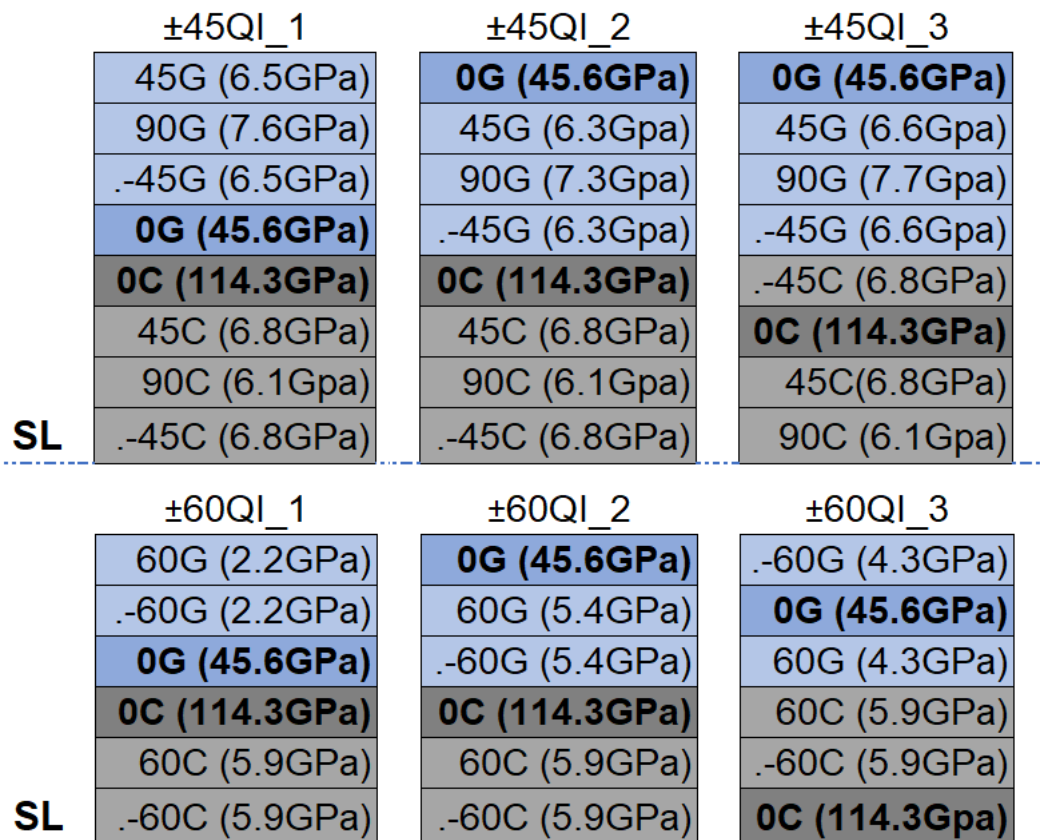 ±45QI_1 ±45QI_2 ±45QI_3
45G (6.5GPa) 0G (45.6GPa) 0G (45.6GPa)
90G (7.6GPa) 45G (6.3Gpa) 45G (6.6Gpa)
.-45G (6.5GPa) 90G (7.3Gpa) 90G (7.7Gpa)
0G (45.6GPa) .-45G (6.3Gpa) .-45G (6.6Gpa)
0C (114.3GPa) 0C (114.3GPa) .-45C (6.8GPa)
45C (6.8GPa) 45C (6.8GPa) 0C (114.3GPa)
90C (6.1Gpa) 90C (6.1Gpa) 45C(6.8GPa)
SL .-45C (6.8GPa) .-45C (6.8GPa) 90C (6.1Gpa)
±60QI_1 ±60QI_2 ±60QI_3
60G (2.2GPa) 0G (45.6GPa) .-60G (4.3GPa)
.-60G (2.2GPa) 60G (5.4GPa) 0G (45.6GPa)
0G (45.6GPa) .-60G (5.4GPa) 60G (4.3GPa)
0C (114.3GPa) 0C (114.3GPa) 60C (5.9GPa)
60C (5.9GPa) 60C (5.9GPa) .-60C (5.9GPa)
SL .-60C (5.9GPa) .-60C (5.9GPa) 0C (114.3Gpa)